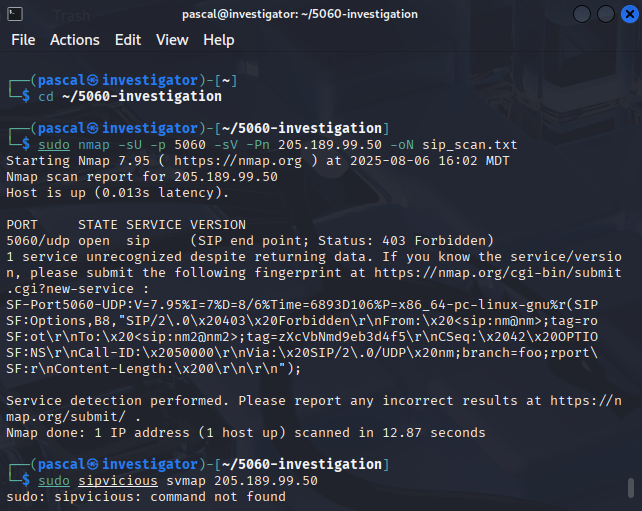 Trash
pascal@investigator: ~/5060-investigation
File Actions Edit View Help
┌──(pascal㉿investigator)-[~]
└─$ cd ~/5060-investigation
┌──(pascal㉿investigator)-[~/5060-investigation]
└─$ sudo nmap -sU -p 5060 -sV -Pn 205.189.99.50 -oN sip_scan.txt
Starting Nmap 7.95 ( https://nmap.org ) at 2025-08-06 16:02 MDT
Nmap scan report for 205.189.99.50
Host is up (0.013s latency).
PORT     STATE SERVICE VERSION
5060/udp open  sip     (SIP end point; Status: 403 Forbidden)
1 service unrecognized despite returning data. If you know the service/versio
n, please submit the following fingerprint at https://nmap.org/cgi-bin/submit
.cgi?new-service :
SF-Port5060-UDP:V=7.95%I=7%D=8/6%Time=6893D106%P=x86_64-pc-linux-gnu%r(SIP
SF:Options,B8,"SIP/2\.0\x20403\x20Forbidden\r\nFrom:\x20<sip:nm@nm>;tag=ro
SF:ot\r\nTo:\x20<sip:nm2@nm2>;tag=zXcVbNmd9eb3d4f5\r\nCSeq:\x2042\x20OPTIO
SF:NS\r\nCall-ID:\x2050000\r\nVia:\x20SIP/2\.0/UDP\x20nm;branch=foo;rport\
SF:r\nContent-Length:\x200\r\n\r\n");
Service detection performed. Please report any incorrect results at https://n
map.org/submit/ .
Nmap done: 1 IP address (1 host up) scanned in 12.87 seconds
┌──(pascal㉿investigator)-[~/5060-investigation]
└─$ sudo sipvicious svmap 205.189.99.50
sudo: sipvicious: command not found